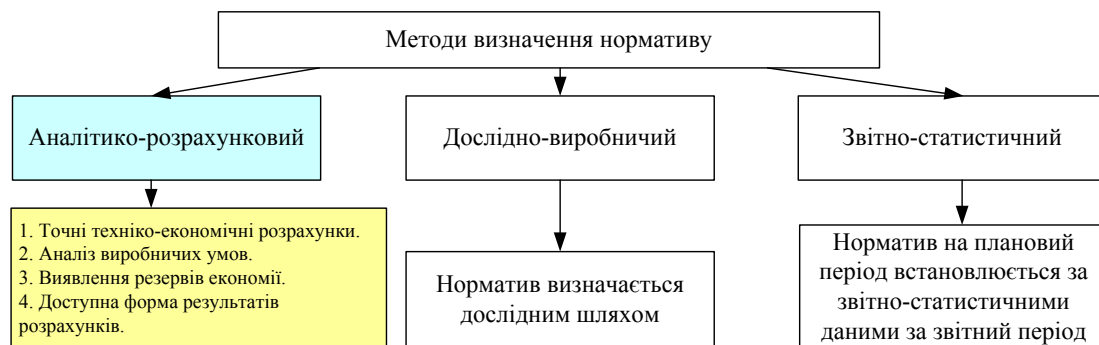 Методи визначення нормативу
Аналітико-розрахунковий
Дослідно-виробничий
Звітно-статистичний
1. Точні техніко-економічні розрахунки.
2. Аналіз виробничих умов.
3. Виявлення резервів економії.
4. Доступна форма результатів
розрахунків.
Норматив визначається
дослідним шляхом
Норматив на плановий
період встановлюється за
звітно-статистичними
даними за звітний період